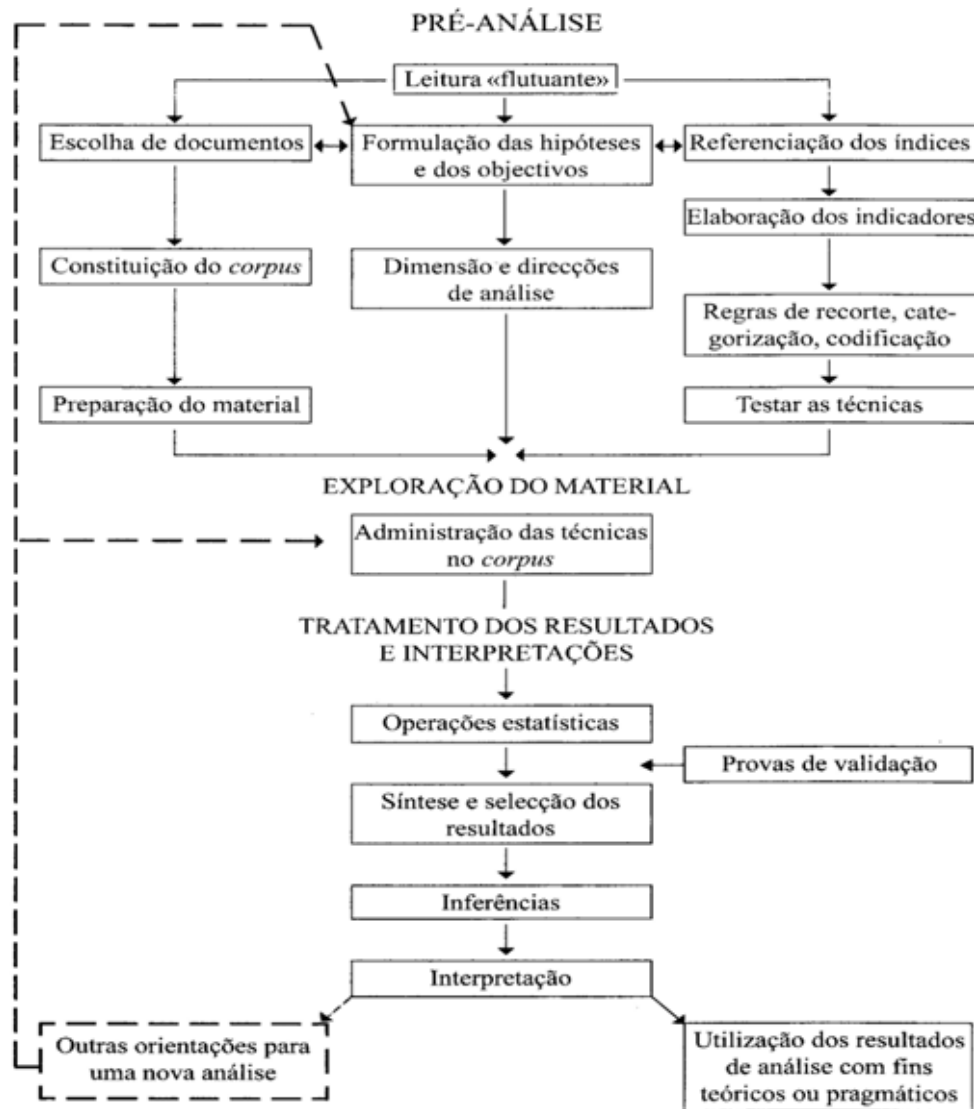 PRÉ-ANÁLISE
Leitura «flutuante»
Escolha de documentos
Formulação das hipóteses
e dos objectivos
Referenciação dos índices
Elaboração dos indicadores
Constituição do corpus
Dimensão e direcções
de análise
Regras de recorte, cate-
gorização, codificação
Preparação do material
Testar as técnicas
EXPLORAÇÃO DO MATERIAL
Administração das técnicas
no corpus
TRATAMENTO DOS RESULTADOS
E INTERPRETAÇÕES
Operações estatísticas
Provas de validação
Síntese e selecção dos
resultados
Inferências
Interpretação
Outras orientações para
uma nova análise
Utilização dos resultados
de análise com fins
teóricos ou pragmáticos